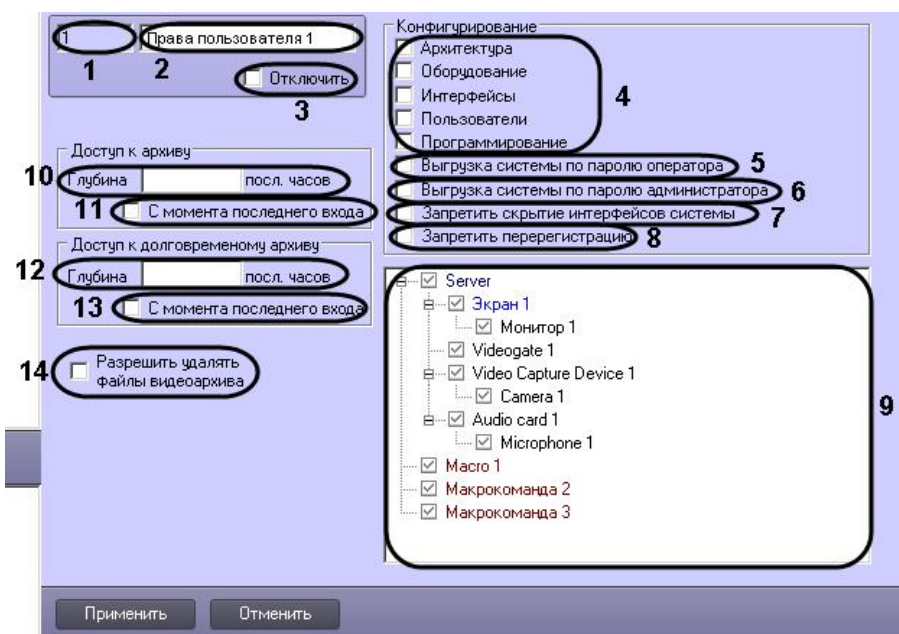 1 Права пользователя 1
1 2
Отключить
3
Конфигурирование
Архитектура
Оборудование
Интерфейсы
Пользователи
Программирование
4
Выгрузка системы по паролю оператора 5
Выгрузка системы по паролю администратора 6
Запретить скрытие интерфейсов системы 7
Запретить перерегистрацию 8
Доступ к архиву
10 Глубина посл. часов
11 С момента последнего входа
Доступ к долговременому архиву
12 Глубина посл. часов
13 С момента последнего входа
14 Разрешить удалять
файлы видеоархива
Server
Экран 1
Монитор 1
Videogate 1
Video Capture Device 1
Camera 1
Audio card 1
Microphone 1
Macro 1
Макрокоманда 2
Макрокоманда 3
9
Применить Отменить